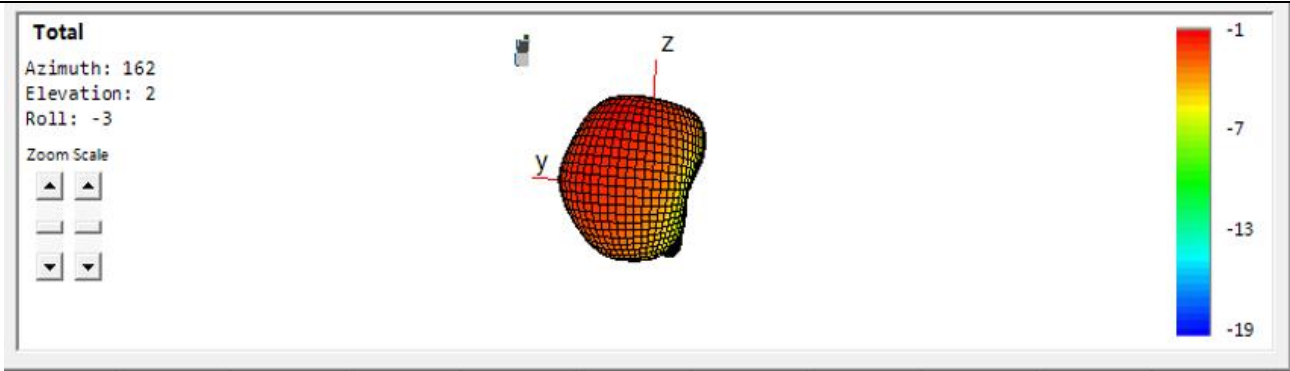 Total
Azimuth: 162
Elevation: 2
Roll: -3
Zoom Scale
z
y
-1
-7
-13
-19